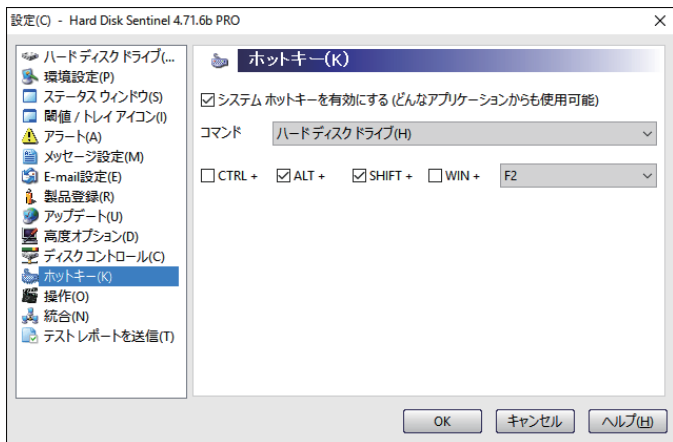 設定(C) - Hard Disk Sentinel 4.71.6b PRO
ハード ディスク ドライブ(...
環境設定(P)
ステータス ウィンドウ(S)
閾値 / トレイ アイコン(I)
アラート(A)
メッセージ設定(M)
E-mail設定(E)
製品登録(R)
アップデート(U)
高度オプション(D)
ディスク コントロール(C)
ホットキー(K)
操作(O)
統合(N)
テスト レポートを送信(T)
ホットキー(K)
システム ホットキーを有効にする (どんなアプリケーションからも使用可能)
コマンド ハード ディスク ドライブ(H)
CTRL + ALT + SHIFT + WIN + F2
OK キャンセル ヘルプ(H)